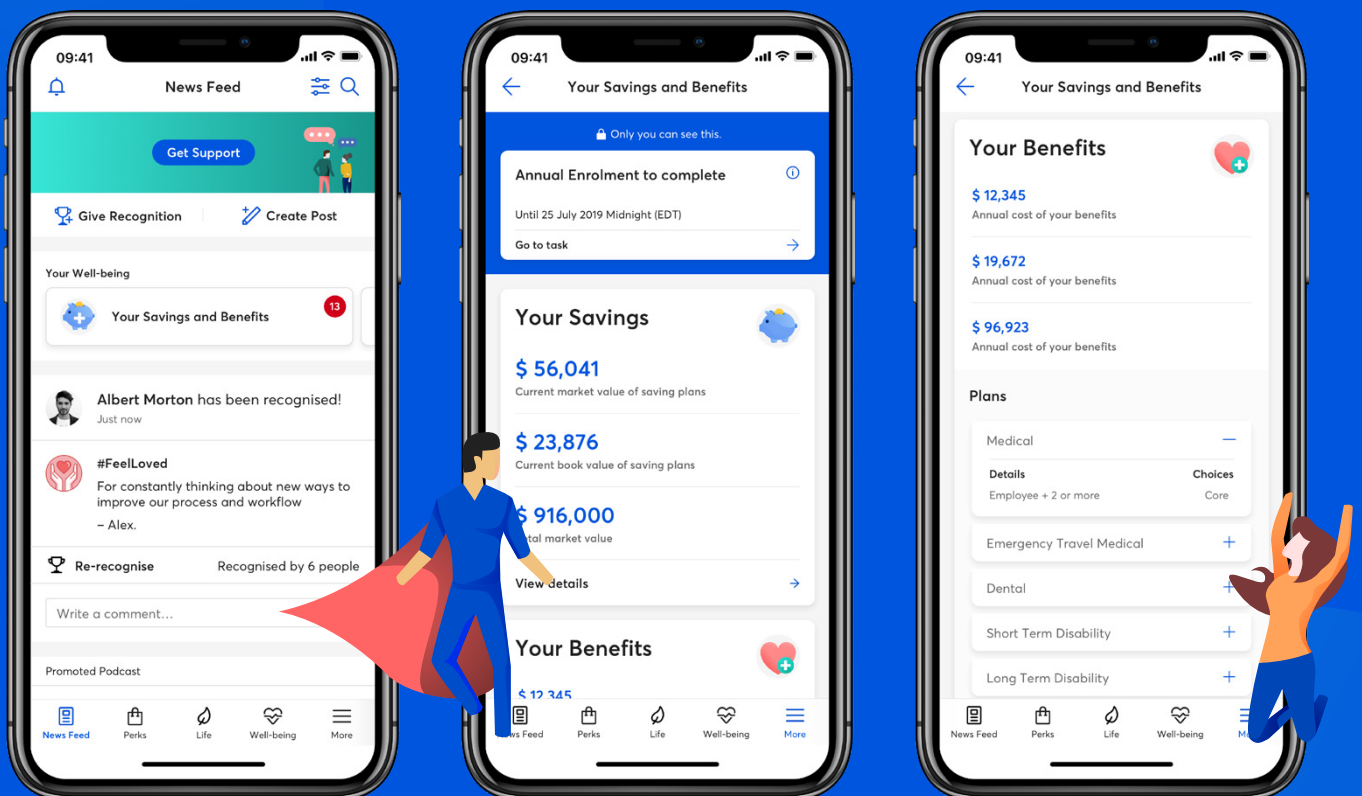 09:41
News Feed
Get Support
Give Recognition
Create Post
Your Well-being
Your Savings and Benefits
13
Albert Morton has been recognised!
Just now
#FeelLoved
For constantly thinking about new ways to
improve our process and workflow
– Alex.
Re-recognise
Recognised by 6 people
Write a comment...
Promoted Podcast
News Feed
Perks
Life
Well-being
More
09:41
Your Savings and Benefits
Only you can see this.
Annual Enrolment to complete
Until 25 July 2019 Midnight (EDT)
Go to task
Your Savings
$ 56,041
Current market value of saving plans
$ 23,876
Current book value of saving plans
$ 916,000
market value
View details
Your Benefits
$ 12,345
Feed
Perks
Life
Well-being
More
09:41
Your Savings and Benefits
Your Benefits
$ 12,345
Annual cost of your benefits
$ 19,672
Annual cost of your benefits
$ 96,923
Annual cost of your benefits
Plans
Medical
Details
Choices
Employee + 2 or more
Core
Emergency Travel Medical
Dental
Short Term Disability
Long Term Disability
News Feed
Perks
Life
Well-being